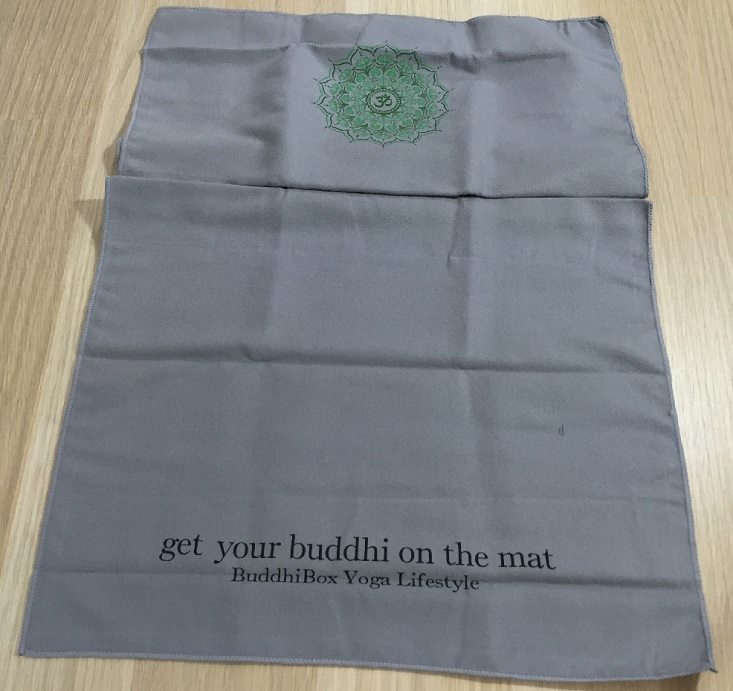 ॐ
get your buddhi on the mat
BuddhiBox Yoga Lifestyle